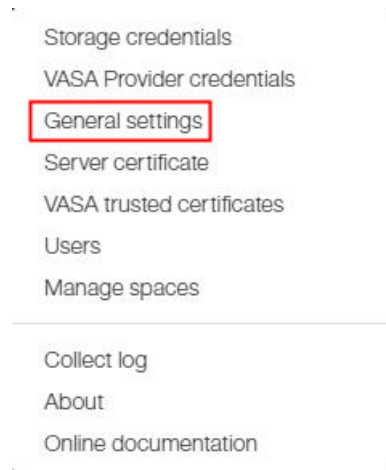 Storage credentials
VASA Provider credentials
General settings
Server certificate
VASA trusted certificates
Users
Manage spaces
Collect log
About
Online documentation